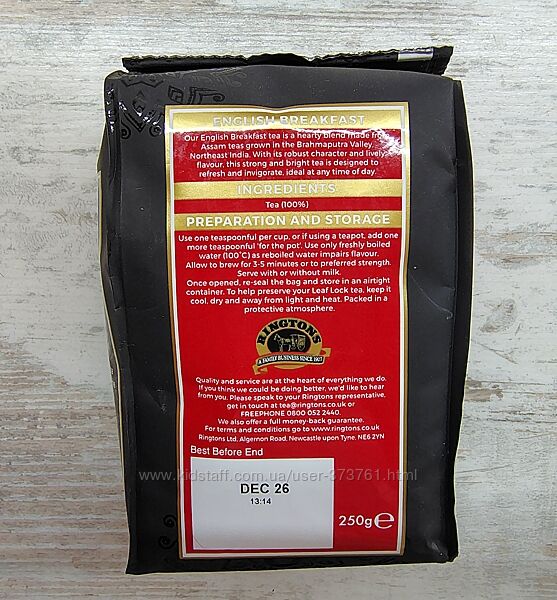 ENGLISH BREAKFAST
Our English Breakfast tea is a hearty blend made from
Assam teas grown in the Brahmaputra Valley
Northeast India. With its robust character and lively
flavour, this strong and bright tea is designed to
refresh and invigorate, ideal at any time of day.
INGREDIENTS
Tea (100%)
PREPARATION AND STORAGE
Use one teaspoonful per cup, or if using a teapot, add one
more teaspoonful 'for the pot'. Use only freshly boiled
water (100°C) as reboiled water impairs flavour.
Allow to brew for 3-5 minutes or to preferred strength.
Serve with or without milk.
Once opened, re-seal the bag and store in an airtight
container. To help preserve your Leaf Lock tea, keep it
cool, dry and away from light and heat. Packed in a
protective atmosphere.
RINGTONS
A FAMILY BUSINESS SINCE 1907
Quality and service are at the heart of everything we do.
If you think we could be doing better, we'd like to hear
from you. Please speak to your Ringtons representative,
get in touch at tea@ringtons.co.uk or
FREEPHONE 0800 052 2440.
We also offer a full money-back guarantee.
For terms and conditions go to www.ringtons.co.uk
Ringtons Ltd, Algernon Road, Newcastle upon Tyne, NE6 2YN
Best Before End
www.kidstaff.com.ua/user-373761.html
DEC 26
13:14
250g e